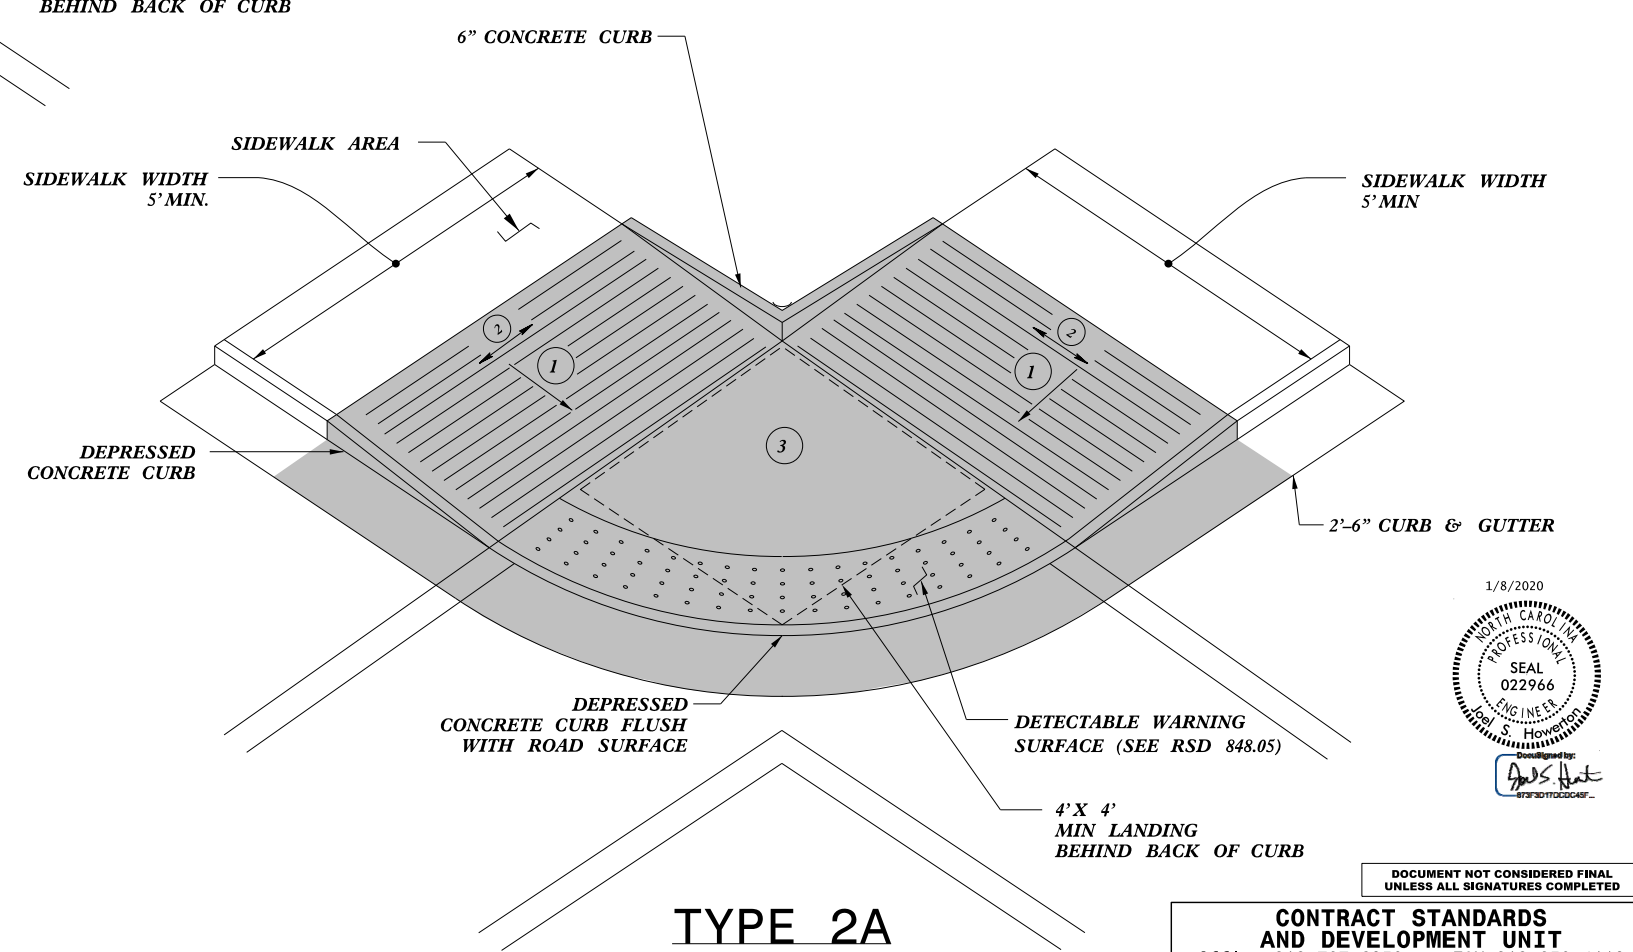 BEHIND BACK OF CURB
6" CONCRETE CURB
SIDEWALK AREA
SIDEWALK WIDTH
5' MIN.
SIDEWALK WIDTH
5' MIN
2
1
2
1
3
DEPRESSED
CONCRETE CURB
2'-6" CURB & GUTTER
1/8/2020
NORTH CAROLINA
PROFESSIONAL
SEAL
022966
ENGINEER
Joel S. Howerton
DocuSigned by:
DEPRESSED
CONCRETE CURB FLUSH
WITH ROAD SURFACE
DETECTABLE WARNING
SURFACE (SEE RSD 848.05)
4' X 4'
MIN LANDING
BEHIND BACK OF CURB
DOCUMENT NOT CONSIDERED FINAL
UNLESS ALL SIGNATURES COMPLETED
TYPE 2A
CONTRACT STANDARDS
AND DEVELOPMENT UNIT